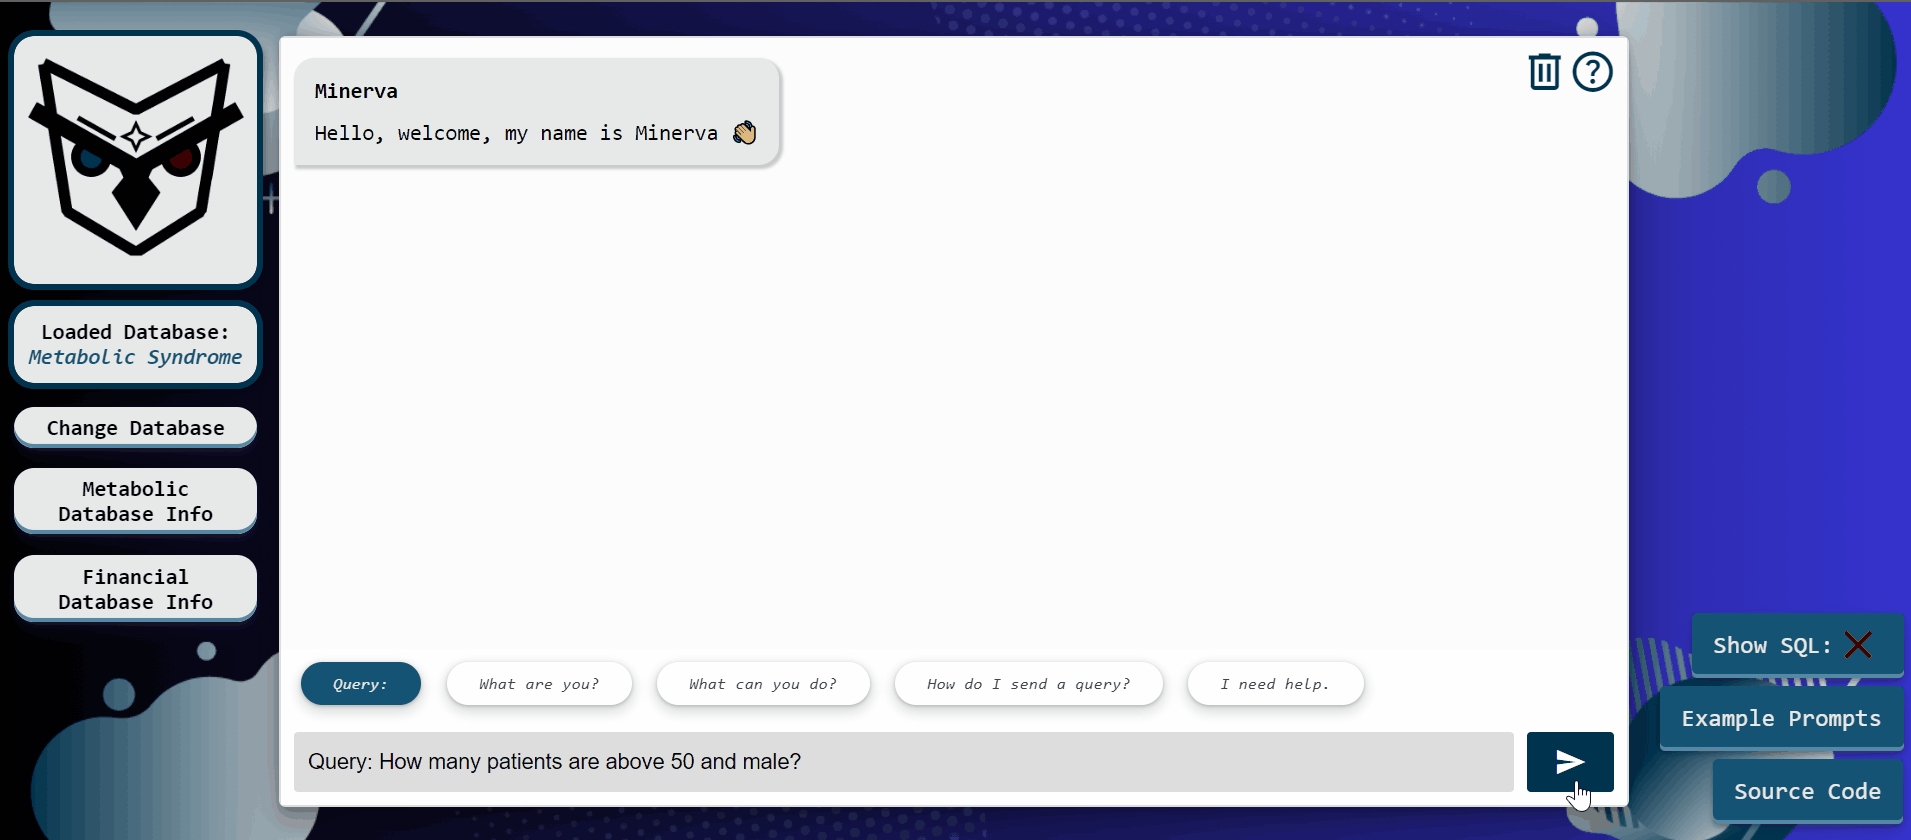 Minerva
Hello, welcome, my name is Minerva 👋🏽
Loaded Database:
Metabolic Syndrome
Change Database
Metabolic
Database Info
Financial
Database Info
Query:
What are you?
What can you do?
How do I send a query?
I need help.
Query: How many patients are above 50 and male?
Show SQL:
Example Prompts
Source Code